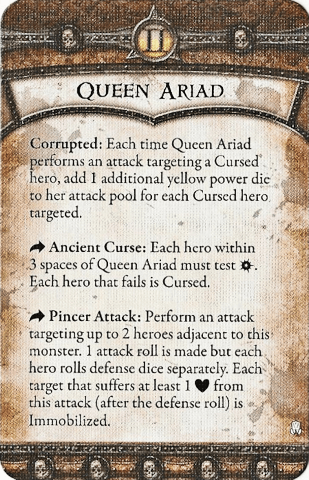 II
QUEEN ARIAD
Corrupted: Each time Queen Ariad
performs an attack targeting a Cursed
hero, add 1 additional yellow power die
to her attack pool for each Cursed hero
targeted.
Ancient Curse: Each hero within
3 spaces of Queen Ariad must test .
Each hero that fails is Cursed.
Pincer Attack: Perform an attack
targeting up to 2 heroes adjacent to this
monster. 1 attack roll is made but each
hero rolls defense dice separately. Each
target that suffers at least 1 ♥ from
this attack (after the defense roll) is
Immobilized.